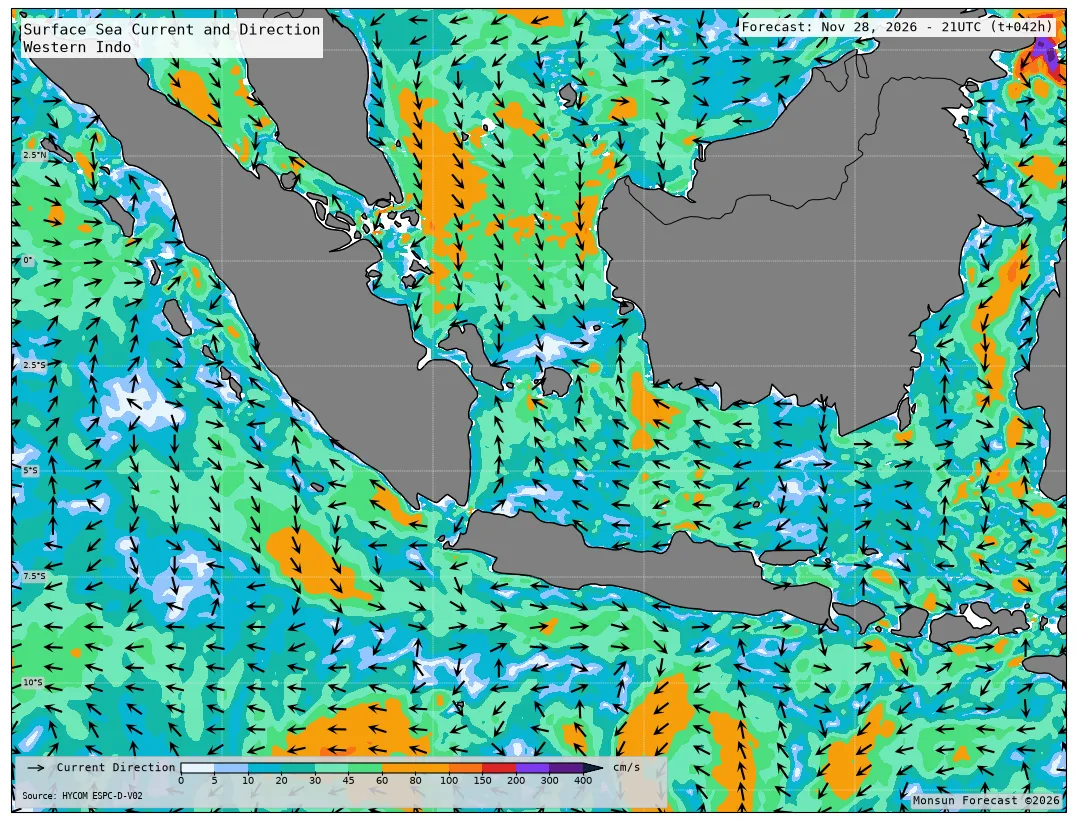 Surface Sea Current and Direction
Western Indo
Forecast: Nov 28, 2026 - 21UTC (t+042h)
2.5°N
0°
2.5°S
5°S
7.5°S
10°S
Current Direction
0 5 10 20 30 45 60 80 100 150 200 300 400
cm/s
Source: HYCOM ESPC-D-V02
Monsun Forecast ©2026